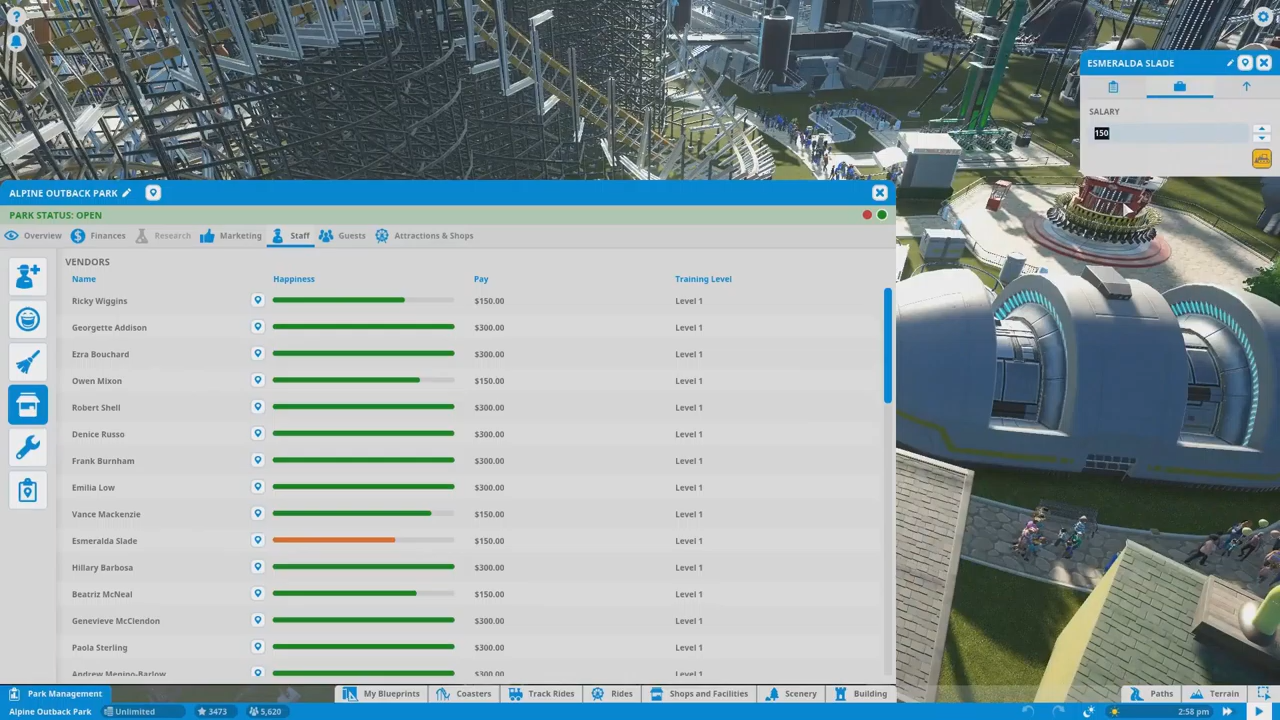 ESMERALDA SLADE
SALARY
150
ALPINE OUTBACK PARK
PARK STATUS: OPEN
Overview Finances Research Marketing Staff Guests Attractions & Shops
VENDORS
Name Happiness Pay Training Level
Ricky Wiggins $150.00 Level 1
Georgette Addison $300.00 Level 1
Ezra Bouchard $300.00 Level 1
Owen Mixon $150.00 Level 1
Robert Shell $300.00 Level 1
Denice Russo $300.00 Level 1
Frank Burnham $300.00 Level 1
Emilia Low $300.00 Level 1
Vance Mackenzie $150.00 Level 1
Esmeralda Slade $150.00 Level 1
Hillary Barbosa $300.00 Level 1
Beatriz McNeal $150.00 Level 1
Genevieve McClendon $300.00 Level 1
Paola Sterling $300.00 Level 1
Andrew $300.00 Level 1
Park Management My Blueprints Coasters Track Rides Rides Shops and Facilities Scenery Building Paths Terrain
Alpine Outback Park Unlimited 3473 5,620 2:58 pm